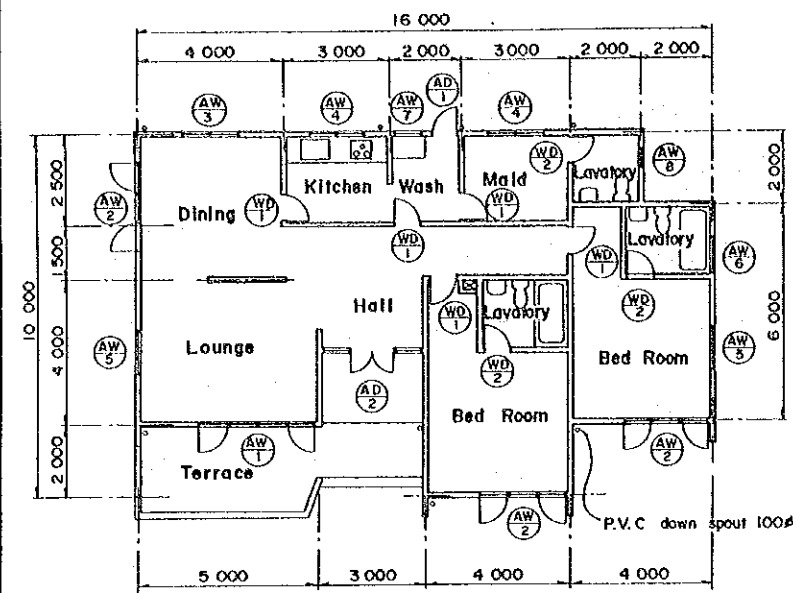 16 000
4 000
3 000
2 000
3 000
2 000
2 000
AW 3
AW 4
AW 7
AD 1
AW 4
2 500
AW 2
1 500
10 000
4 000
AW 5
2 000
Dining
WD 1
Kitchen
Wash
WD 1
Maid
WD 1
WD 2
Lavatory
AW 8
2 000
Lavatory
WD 1
AW 6
WD 2
6 000
Hall
WD 1
Lavatory
Lounge
AD 2
WD 2
Bed Room
AW 3
Bed Room
AW 1
Terrace
AW 2
AW 2
P.V.C down spout 100ø
5 000
3 000
4 000
4 000